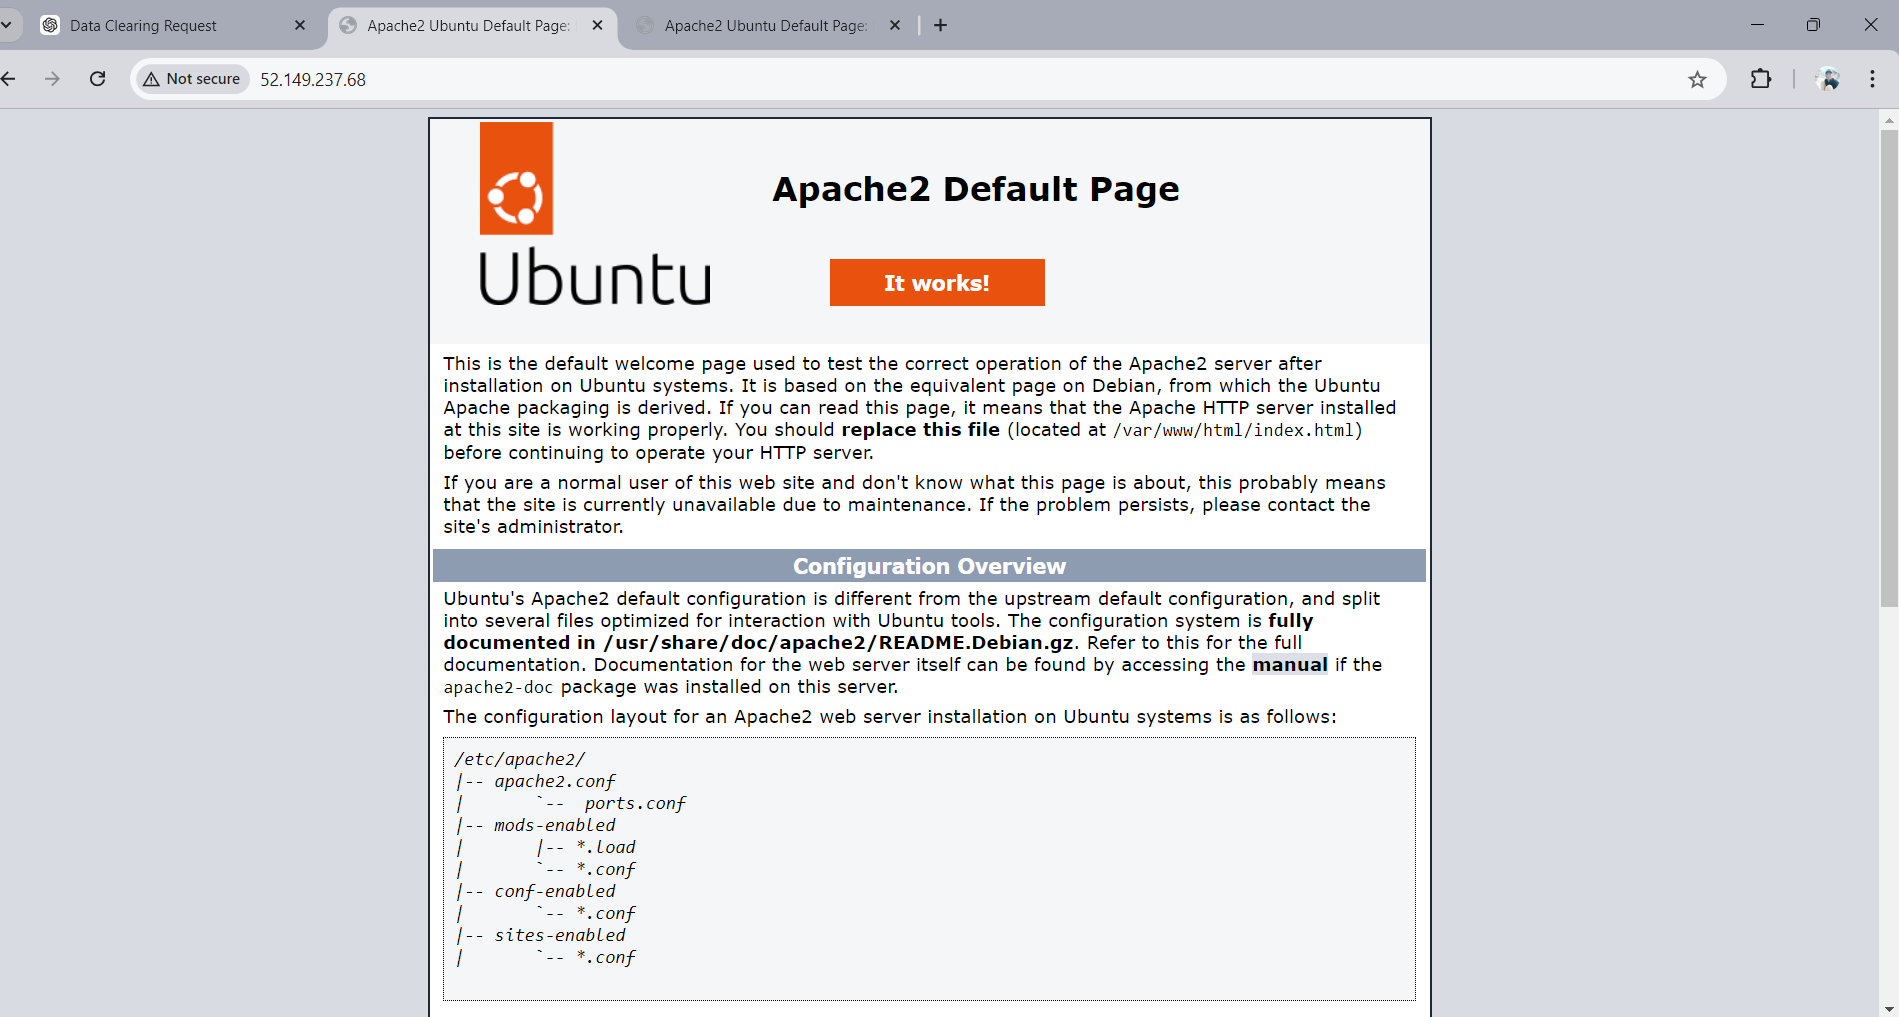 Data Clearing Request
Apache2 Ubuntu Default Page:
Apache2 Ubuntu Default Page:
Not secure
52.149.237.68
Ubuntu
Apache2 Default Page
It works!
This is the default welcome page used to test the correct operation of the Apache2 server after
installation on Ubuntu systems. It is based on the equivalent page on Debian, from which the Ubuntu
Apache packaging is derived. If you can read this page, it means that the Apache HTTP server installed
at this site is working properly. You should replace this file (located at /var/www/html/index.html)
before continuing to operate your HTTP server.
If you are a normal user of this web site and don't know what this page is about, this probably means
that the site is currently unavailable due to maintenance. If the problem persists, please contact the
site's administrator.
Configuration Overview
Ubuntu's Apache2 default configuration is different from the upstream default configuration, and split
into several files optimized for interaction with Ubuntu tools. The configuration system is fully
documented in /usr/share/doc/apache2/README.Debian.gz. Refer to this for the full
documentation. Documentation for the web server itself can be found by accessing the manual if the
apache2-doc package was installed on this server.
The configuration layout for an Apache2 web server installation on Ubuntu systems is as follows:
/etc/apache2/
|-- apache2.conf
|       `--  ports.conf
|-- mods-enabled
|       |-- *.load
|       `-- *.conf
|-- conf-enabled
|       `-- *.conf
|-- sites-enabled
|       `-- *.conf